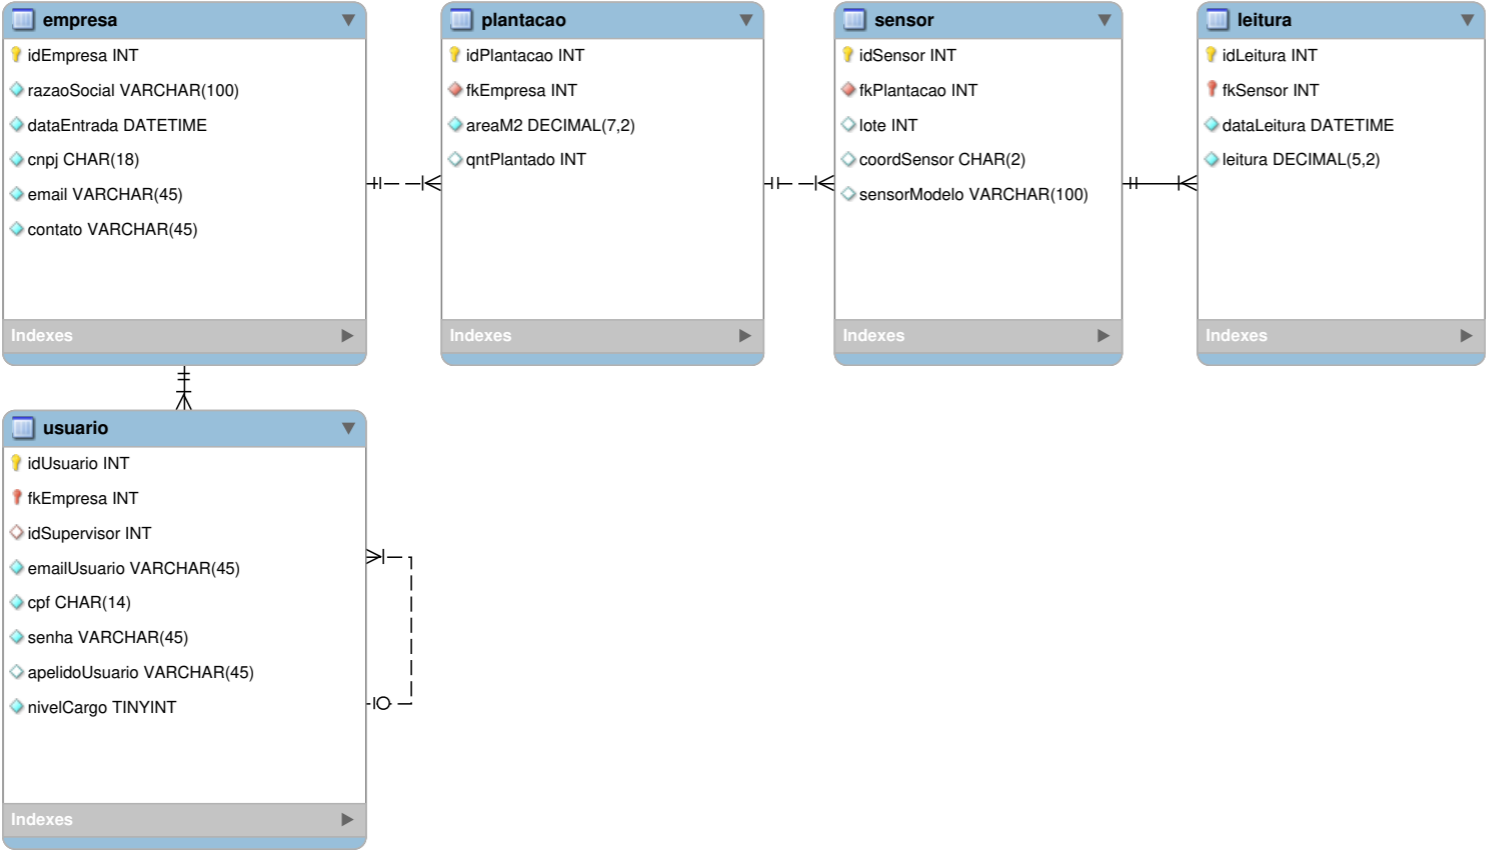 empresa
idEmpresa INT
razaoSocial VARCHAR(100)
dataEntrada DATETIME
cnpj CHAR(18)
email VARCHAR(45)
contato VARCHAR(45)
Indexes
plantacao
idPlantacao INT
fkEmpresa INT
areaM2 DECIMAL(7,2)
qntPlantado INT
Indexes
sensor
idSensor INT
fkPlantacao INT
lote INT
coordSensor CHAR(2)
sensorModelo VARCHAR(100)
Indexes
leitura
idLeitura INT
fkSensor INT
dataLeitura DATETIME
leitura DECIMAL(5,2)
Indexes
usuario
idUsuario INT
fkEmpresa INT
idSupervisor INT
emailUsuario VARCHAR(45)
cpf CHAR(14)
senha VARCHAR(45)
apelidoUsuario VARCHAR(45)
nivelCargo TINYINT
Indexes